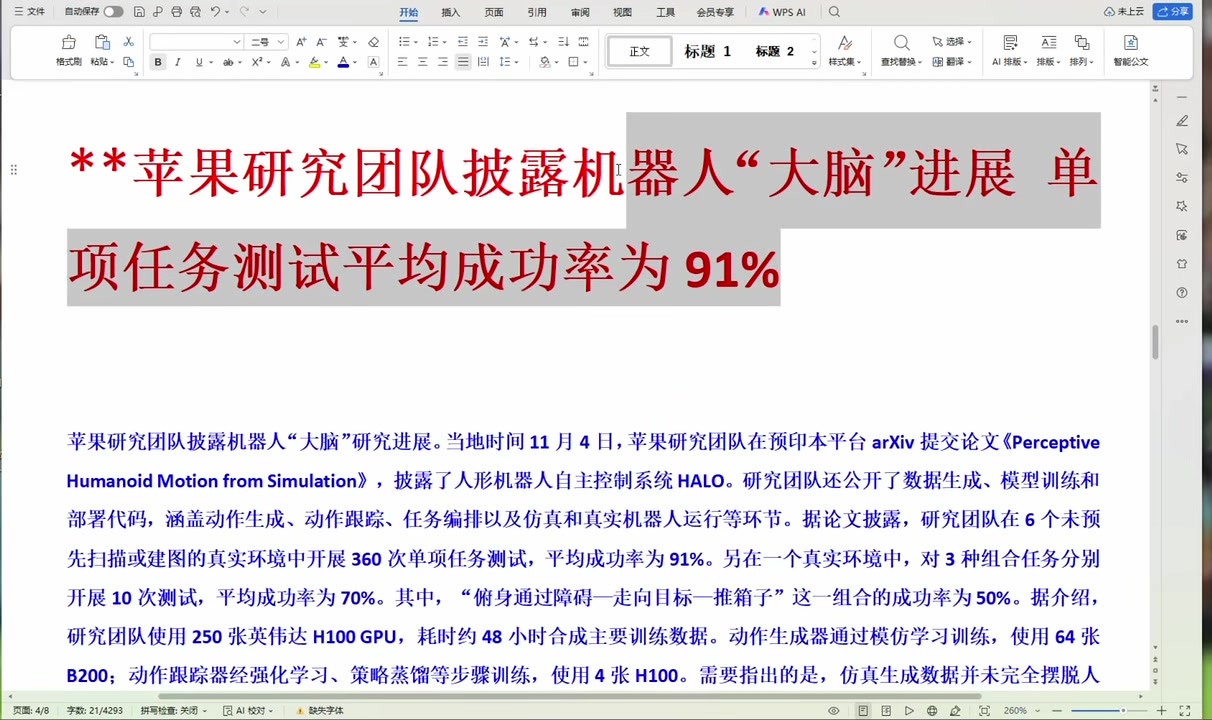 三 文件 自动保存 开始 插入 页面 引用 审阅 视图 工具 会员专享 WPS AI 未上云 分享
二号 A+ A- 正文 标题 1 标题 2 选择
格式刷 粘贴 B I U ab X² A A A 样式集 查找替换 翻译 AI 排版 排版 排列 智能公文
**苹果研究团队披露机器人“大脑”进展 单
项任务测试平均成功率为 91%
苹果研究团队披露机器人“大脑”研究进展。当地时间 11 月 4 日，苹果研究团队在预印本平台 arXiv 提交论文《Perceptive
Humanoid Motion from Simulation》，披露了人形机器人自主控制系统 HALO。研究团队还公开了数据生成、模型训练和
部署代码，涵盖动作生成、动作跟踪、任务编排以及仿真和真实机器人运行等环节。据论文披露，研究团队在 6 个未预
先扫描或建图的真实环境中开展 360 次单项任务测试，平均成功率为 91%。另在一个真实环境中，对 3 种组合任务分别
开展 10 次测试，平均成功率为 70%。其中，“俯身通过障碍—走向目标—推箱子”这一组合的成功率为 50%。据介绍，
研究团队使用 250 张英伟达 H100 GPU，耗时约 48 小时合成主要训练数据。动作生成器通过模仿学习训练，使用 64 张
B200；动作跟踪器经强化学习、策略蒸馏等步骤训练，使用 4 张 H100。需要指出的是，仿真生成数据并未完全摆脱人
页面: 4/8 字数: 21/4293 拼写检查: 关闭 AI 校对 缺失字体 260%